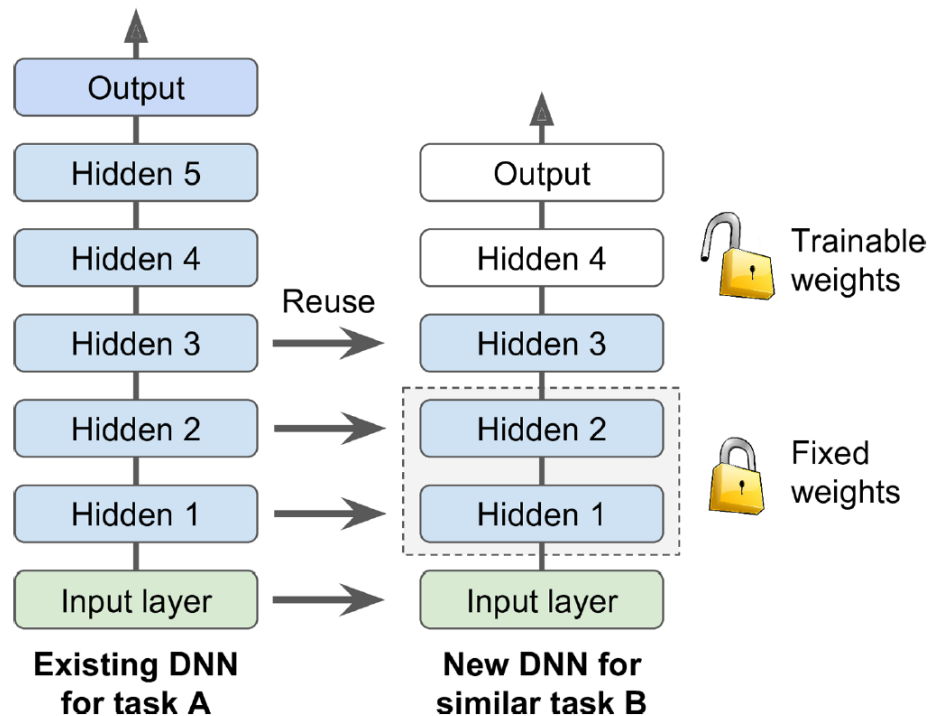 Output
Hidden 5
Hidden 4
Hidden 3
Hidden 2
Hidden 1
Input layer
Existing DNN
for task A
Reuse
Output
Hidden 4
Hidden 3
Hidden 2
Hidden 1
Input layer
New DNN for
similar task B
Trainable
weights
Fixed
weights